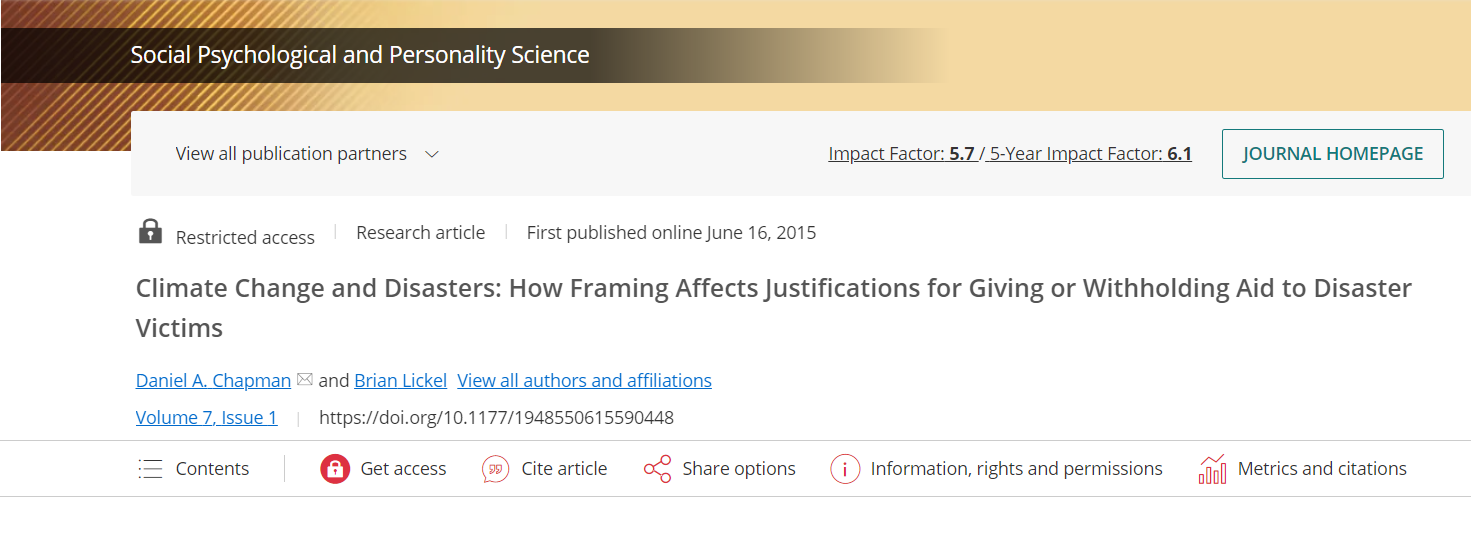 Social Psychological and Personality Science
View all publication partners
Impact Factor: 5.7 / 5-Year Impact Factor: 6.1
JOURNAL HOMEPAGE
Restricted access | Research article | First published online June 16, 2015
Climate Change and Disasters: How Framing Affects Justifications for Giving or Withholding Aid to Disaster
Victims
Daniel A. Chapman and Brian Lickel View all authors and affiliations
Volume 7, Issue 1 | https://doi.org/10.1177/1948550615590448
Contents | Get access Cite article Share options Information, rights and permissions Metrics and citations